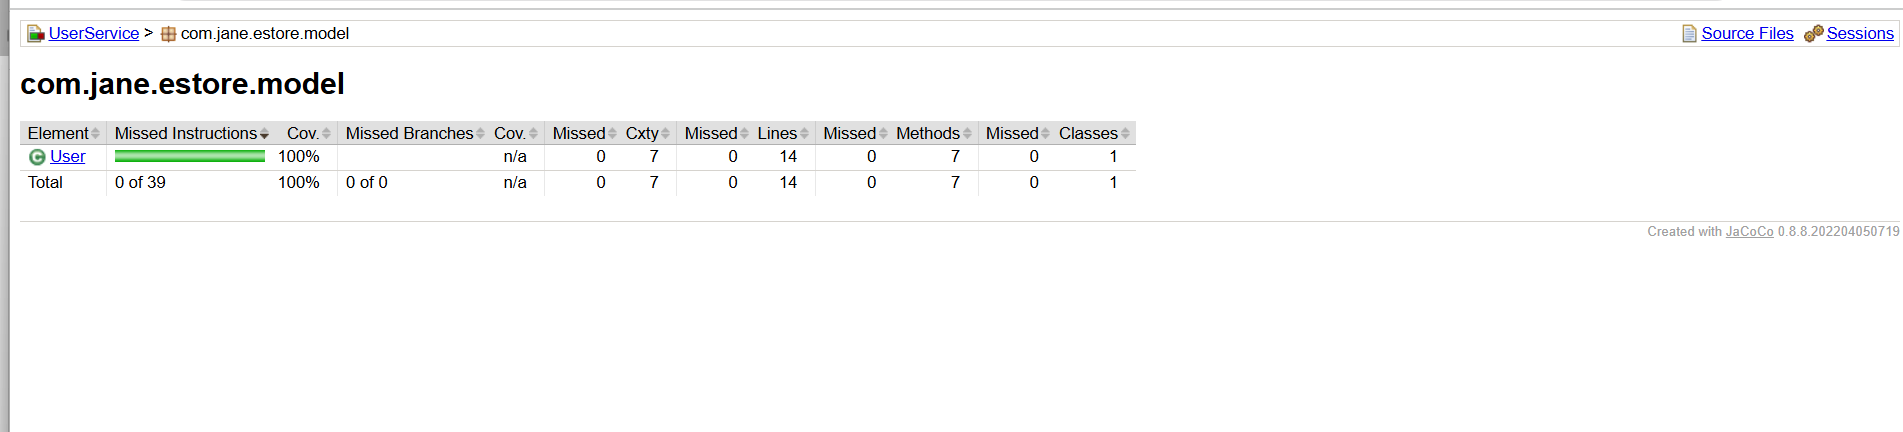 UserService > com.jane.estore.model Source Files Sessions
com.jane.estore.model
Element Missed Instructions Cov. Missed Branches Cov. Missed Cxty Missed Lines Missed Methods Missed Classes
User 100% n/a 0 7 0 14 0 7 0 1
Total 0 of 39 100% 0 of 0 n/a 0 7 0 14 0 7 0 1
Created with JaCoCo 0.8.8.202204050719